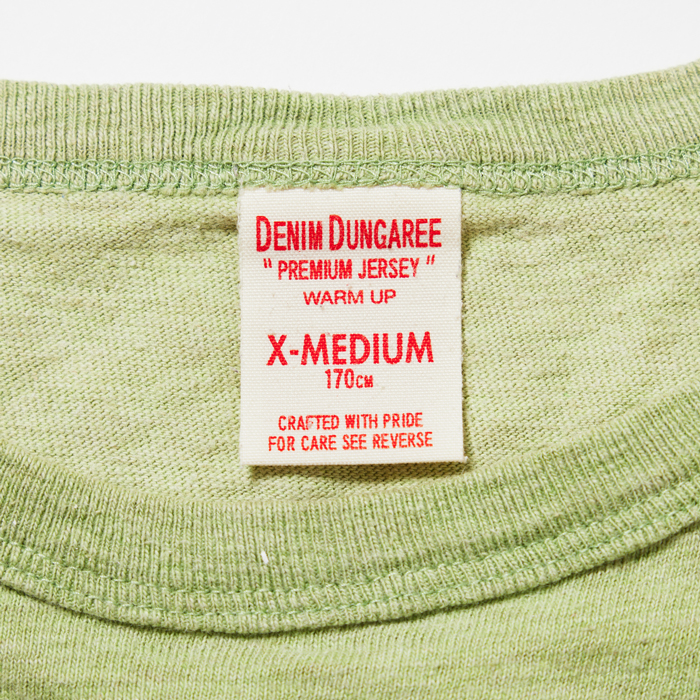 DENIM DUNGAREE
" PREMIUM JERSEY "
WARM UP
X-MEDIUM
170CM
CRAFTED WITH PRIDE
FOR CARE SEE REVERSE